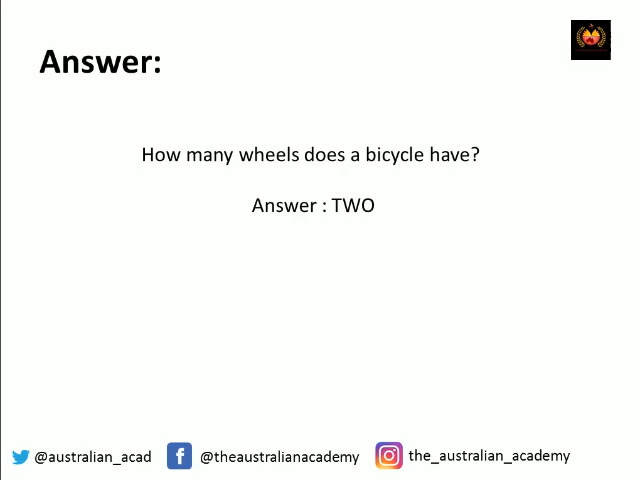 Answer:
How many wheels does a bicycle have?
Answer : TWO
@australian_acad @theaustralianacademy the_australian_academy